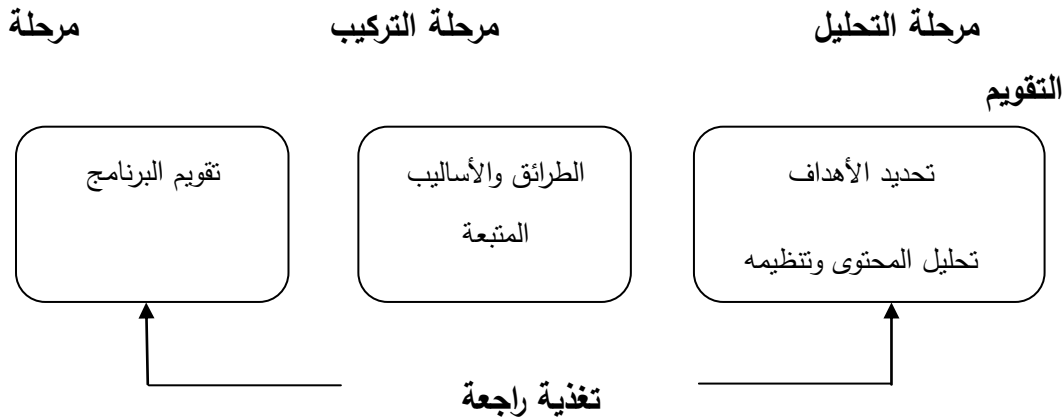 مرحلة التحليل مرحلة التركيب مرحلة
التقويم
تحديد الأهداف
تحليل المحتوى وتنظيمه
الطرائق والأساليب
المتبعة
تقويم البرنامج
تغذية راجعة